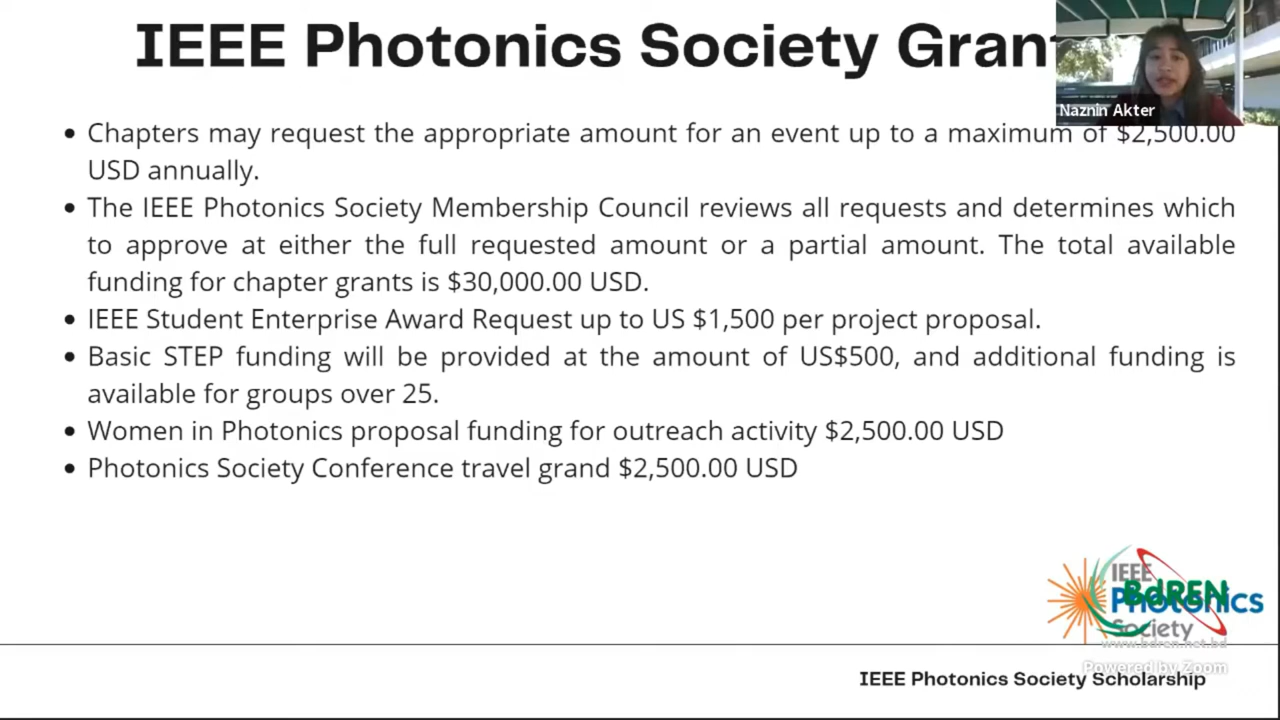 IEEE Photonics Society Gran
Naznin Akter
• Chapters may request the appropriate amount for an event up to a maximum of $2,500.00
USD annually.
• The IEEE Photonics Society Membership Council reviews all requests and determines which
to approve at either the full requested amount or a partial amount. The total available
funding for chapter grants is $30,000.00 USD.
• IEEE Student Enterprise Award Request up to US $1,500 per project proposal.
• Basic STEP funding will be provided at the amount of US$500, and additional funding is
available for groups over 25.
• Women in Photonics proposal funding for outreach activity $2,500.00 USD
• Photonics Society Conference travel grand $2,500.00 USD
IEEE
BdREN
Photonics
Society
www.bdren.net.bd
Powered by Zoom
IEEE Photonics Society Scholarship